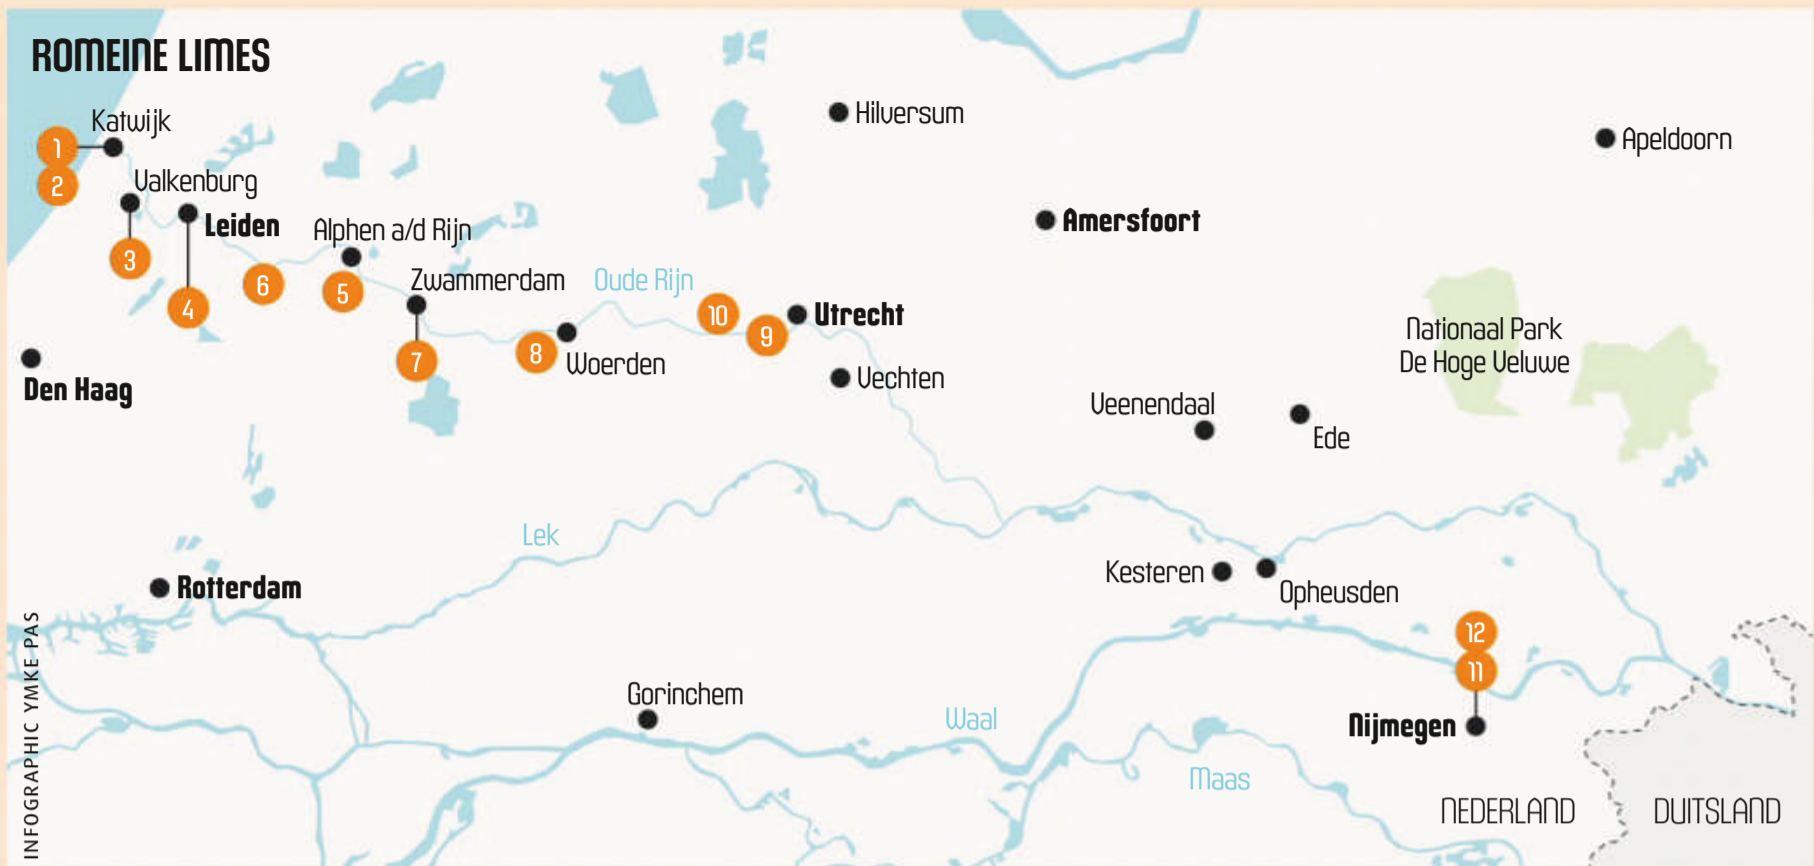 ROMEINE LIMES
Katwijk
1
2
Valkenburg
3
Leiden
4
Alphen a/d Rijn
6
5
Zwammerdam
7
Oude Rijn
8
Woerden
10
9
Utrecht
Vechten
Hilversum
Amersfoort
Apeldoorn
Nationaal Park
De Hoge Veluwe
Den Haag
Veenendaal
Ede
Lek
Rotterdam
Kesteren
Opheusden
12
11
Nijmegen
Gorinchem
Waal
Maas
NEDERLAND
DUITSLAND
INFOGRAPHIC YMKE PAS